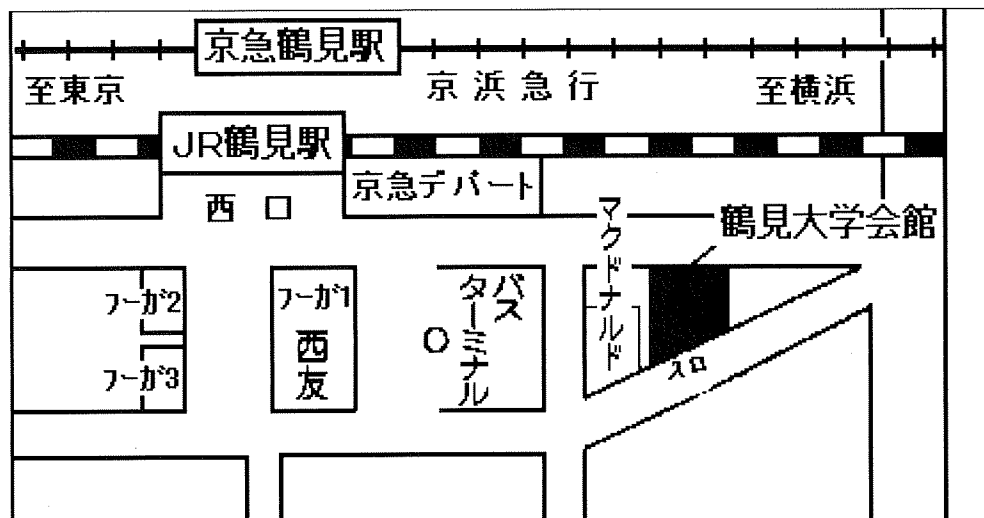 京急鶴見駅
至東京
京浜急行
至横浜
JR鶴見駅
京急デパート
西口
マクドナルド
鶴見大学会館
フーガ2
フーガ1
バス
ターミナル
西友
フーガ3
入口